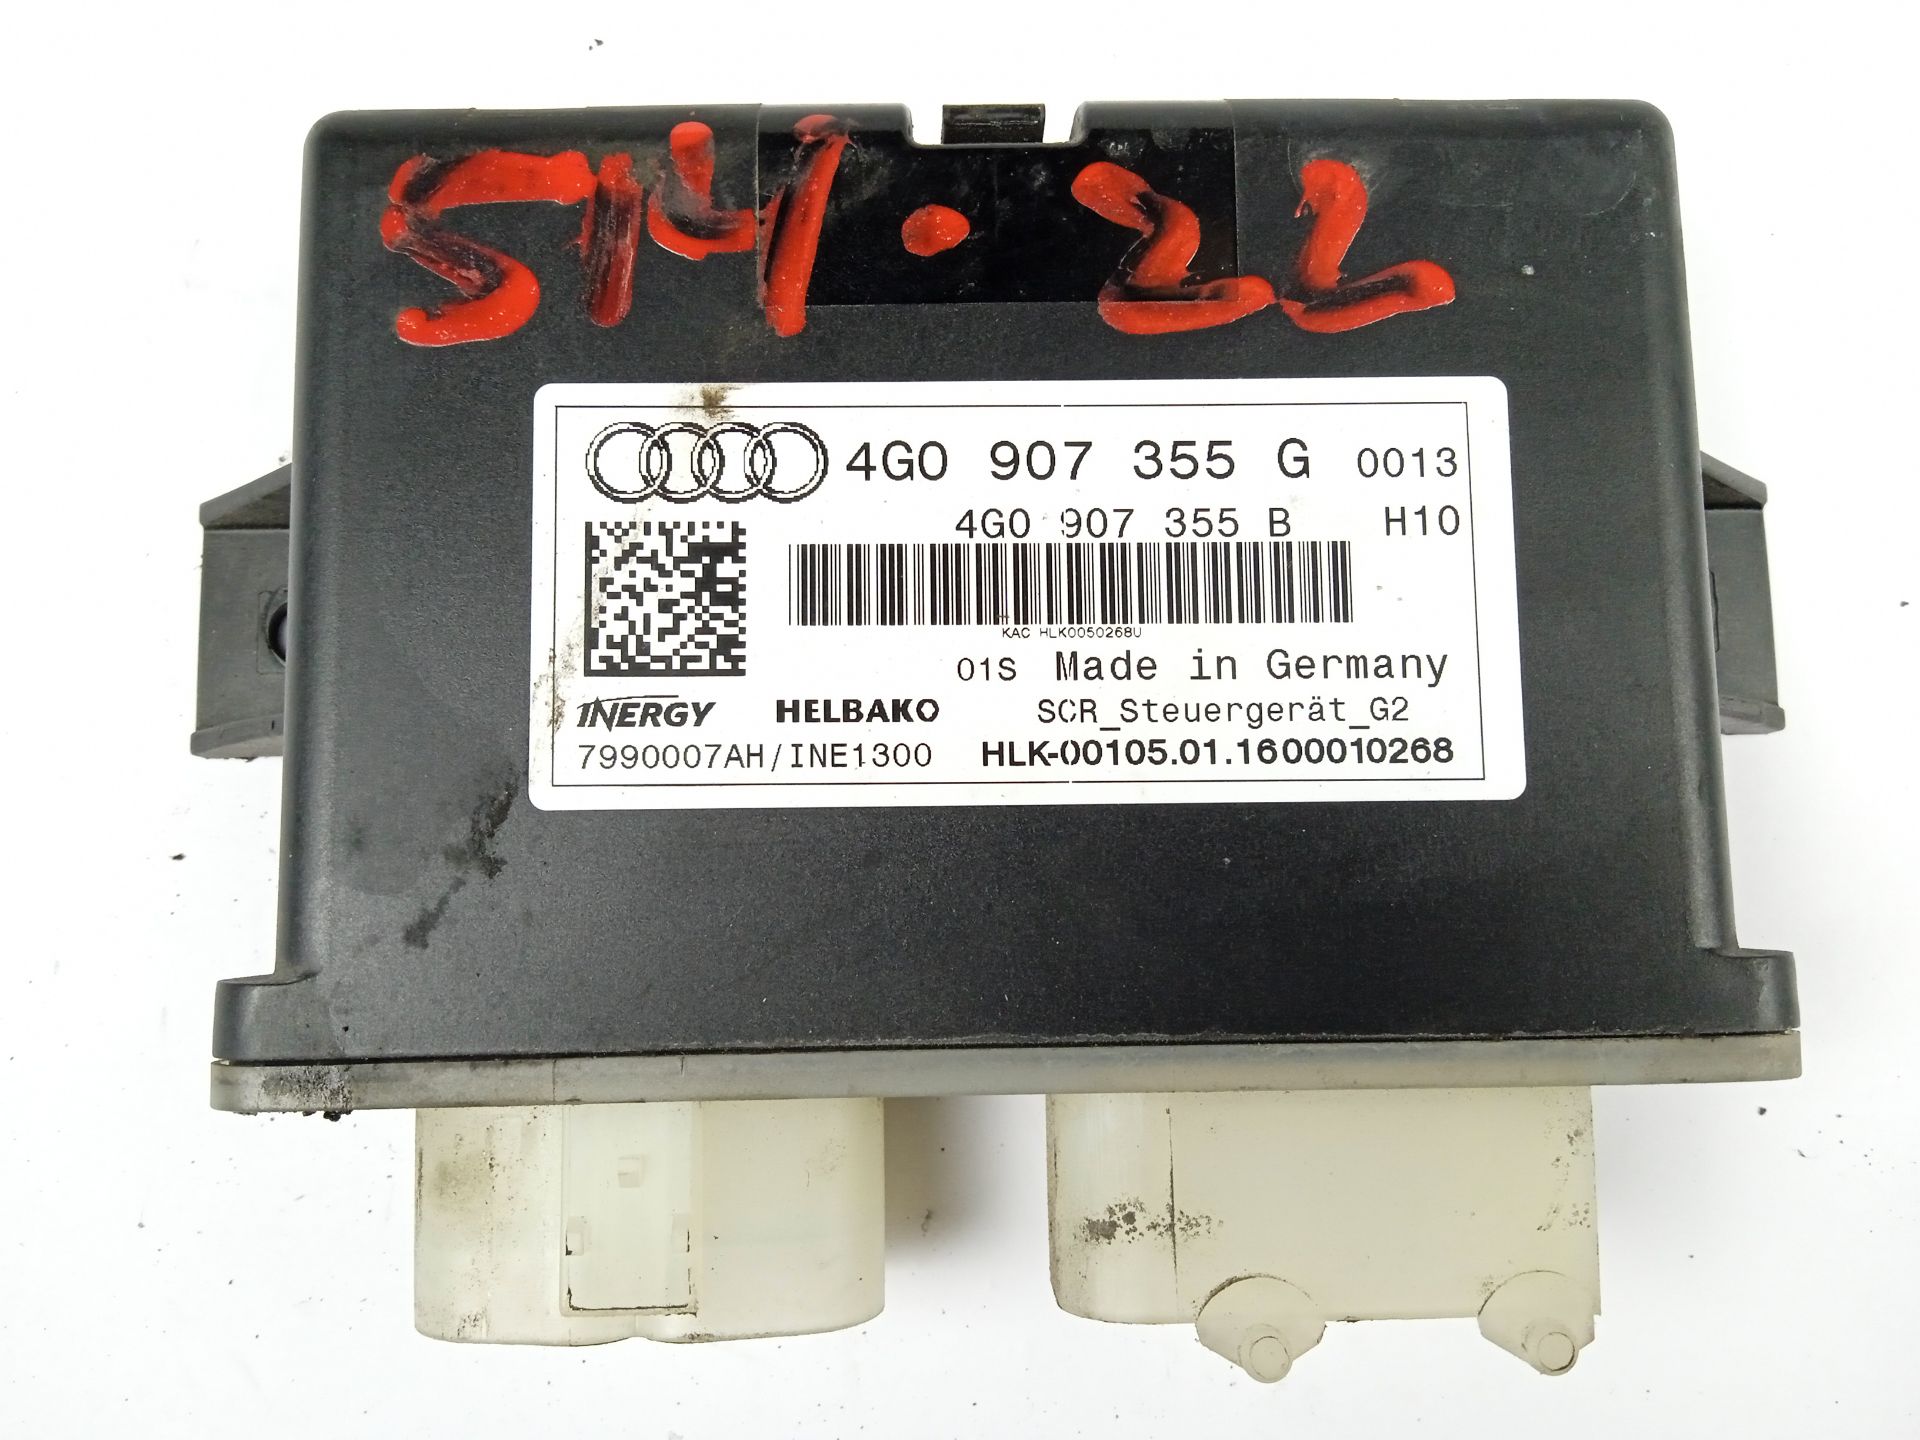 514.22
4G0 907 355 G 0013
4G0 907 355 B H10
KAC HLK0050268U
01S Made in Germany
INERGY HELBAKO SCR_Steuergerät_G2
7990007AH/INE1300 HLK-00105.01.1600010268